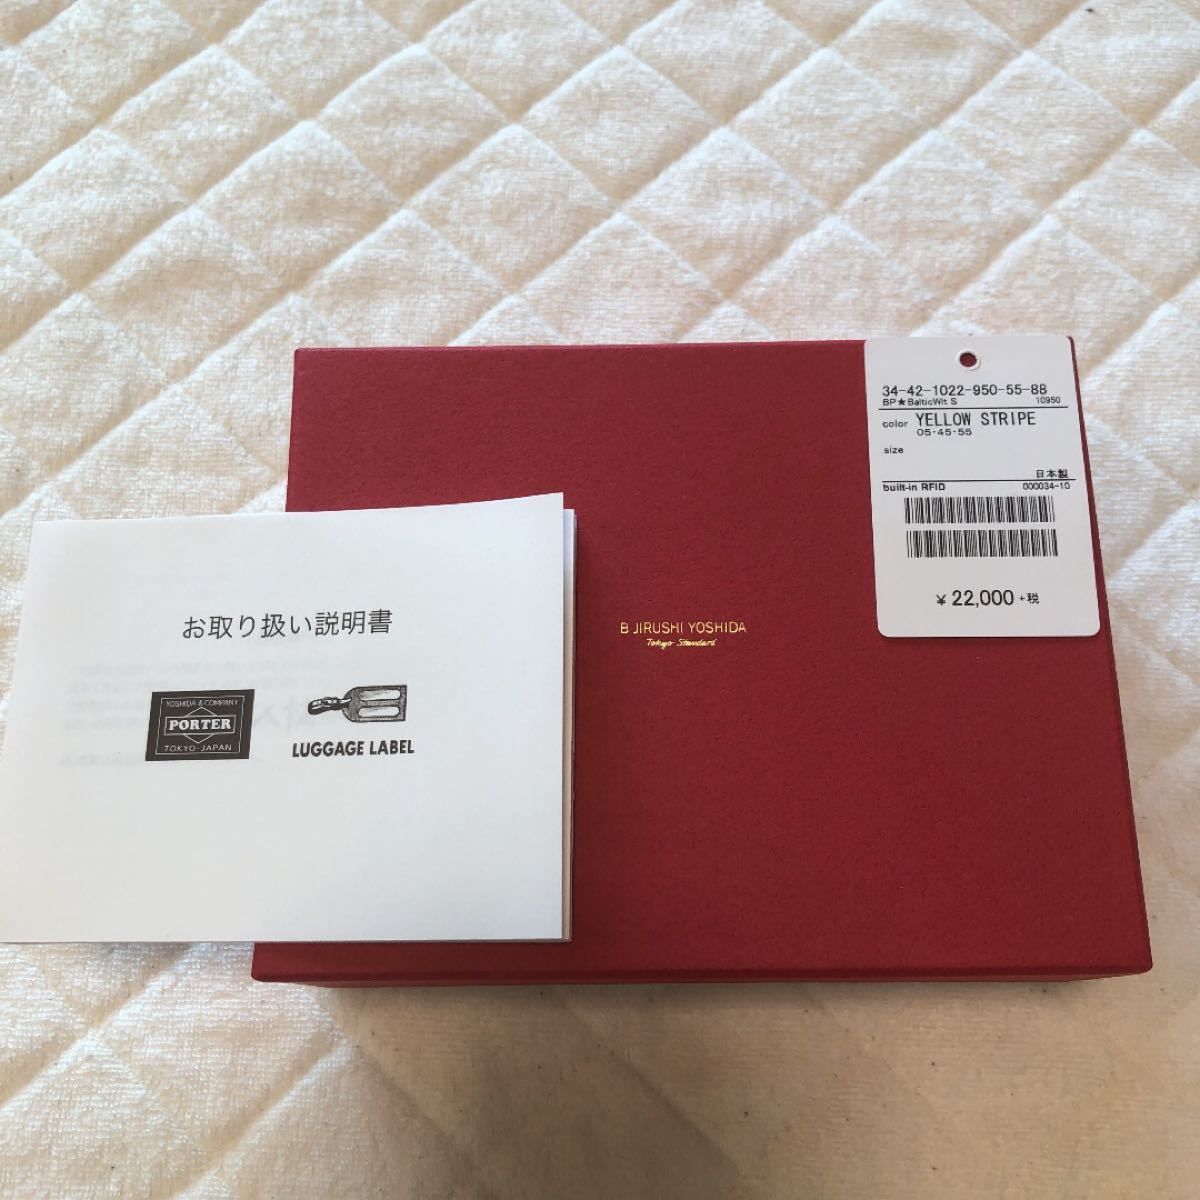 34-42-1022-950-55-88
BP★BalticWlt S 10950
color YELLOW STRIPE
05・45・55
size
日本製
built-in RFID 000034-10
¥ 22,000 +税
お取り扱い説明書
YOSHIDA & COMPANY
PORTER
TOKYO・JAPAN
LUGGAGE LABEL
B JIRUSHI YOSHIDA
Tokyo Standard